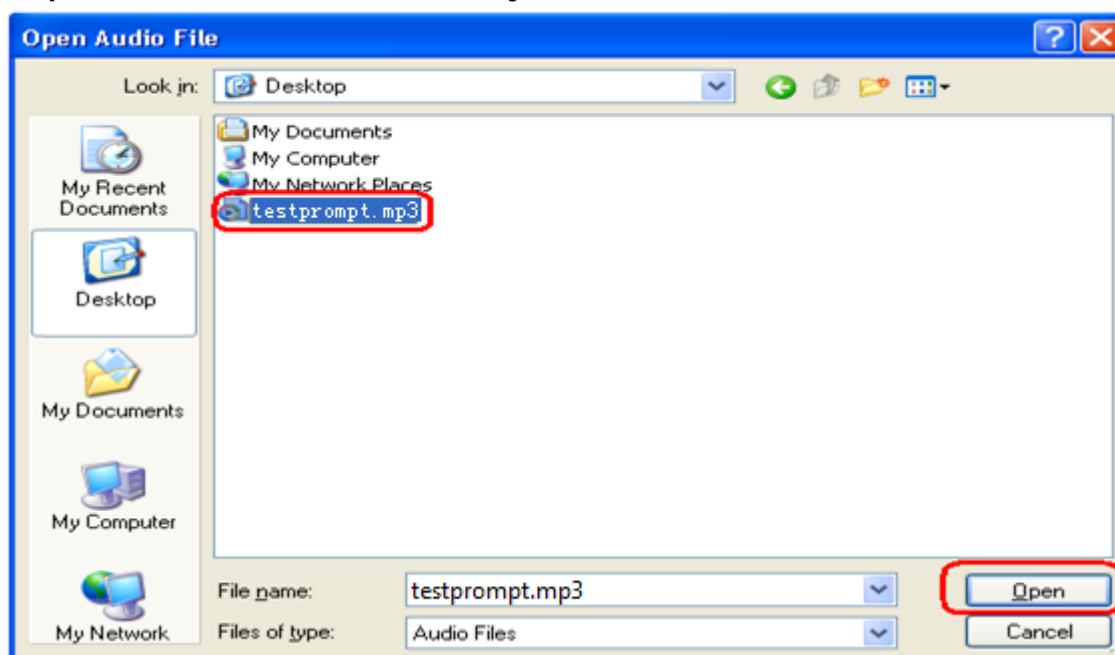 Open Audio File
Look in: Desktop
My Documents
My Computer
My Network Places
testprompt.mp3
My Recent
Documents
Desktop
My Documents
My Computer
My Network
File name: testprompt.mp3 Open
Files of type: Audio Files Cancel